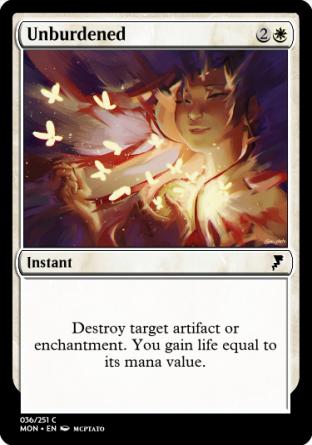 Unburdened 2
Instant
Destroy target artifact or
enchantment. You gain life equal to
its mana value.
036/251 C
MON • EN MCPTATO